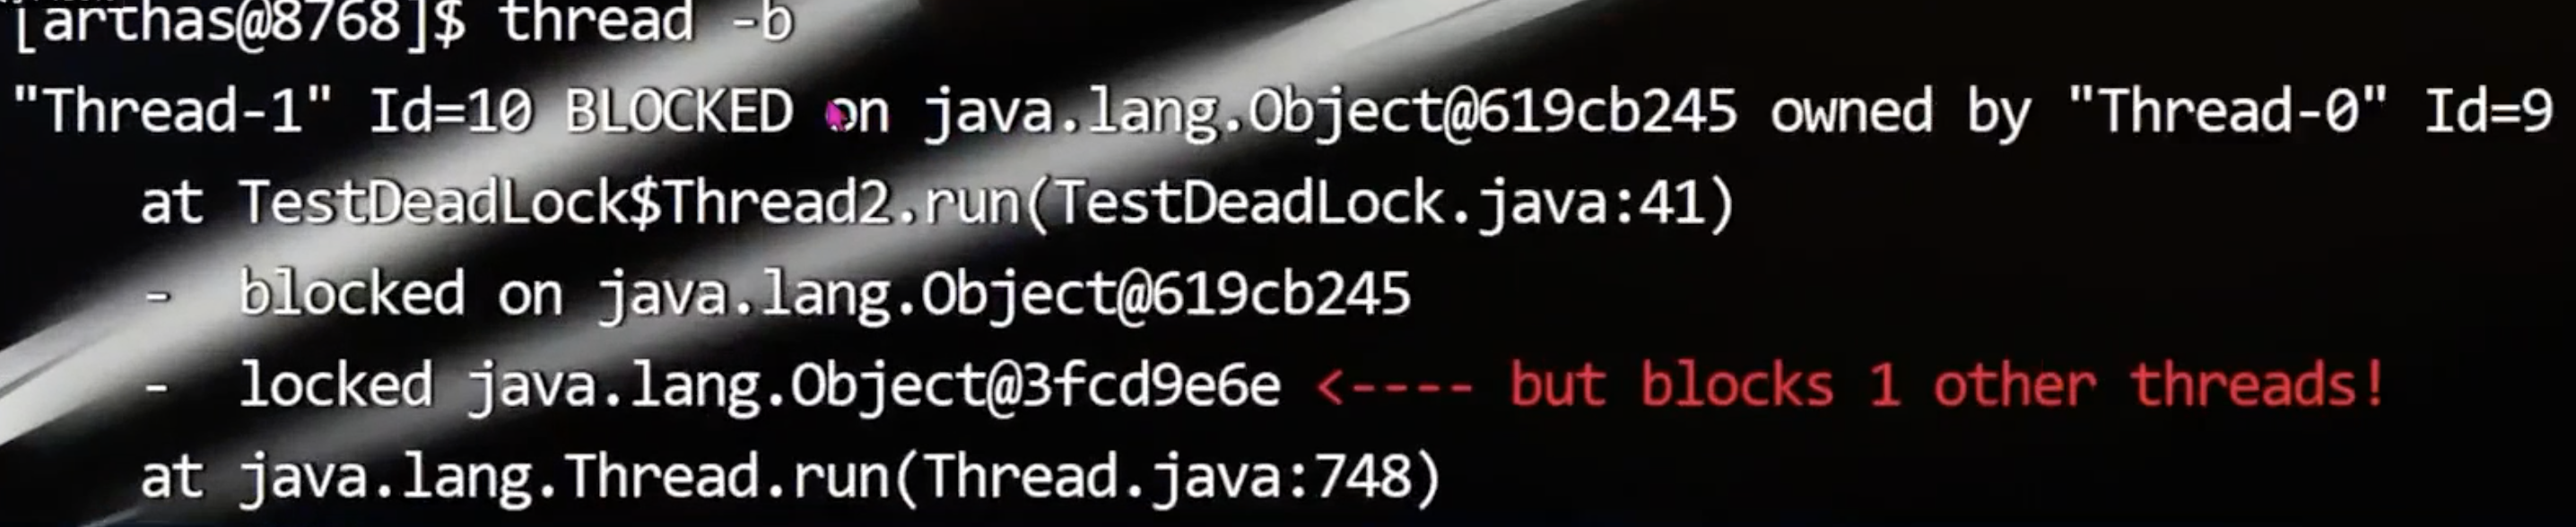 [arthas@8768]$ thread -b
"Thread-1" Id=10 BLOCKED on java.lang.Object@619cb245 owned by "Thread-0" Id=9
at TestDeadLock$Thread2.run(TestDeadLock.java:41)
- blocked on java.lang.Object@619cb245
- locked java.lang.Object@3fcd9e6e <---- but blocks 1 other threads!
at java.lang.Thread.run(Thread.java:748)